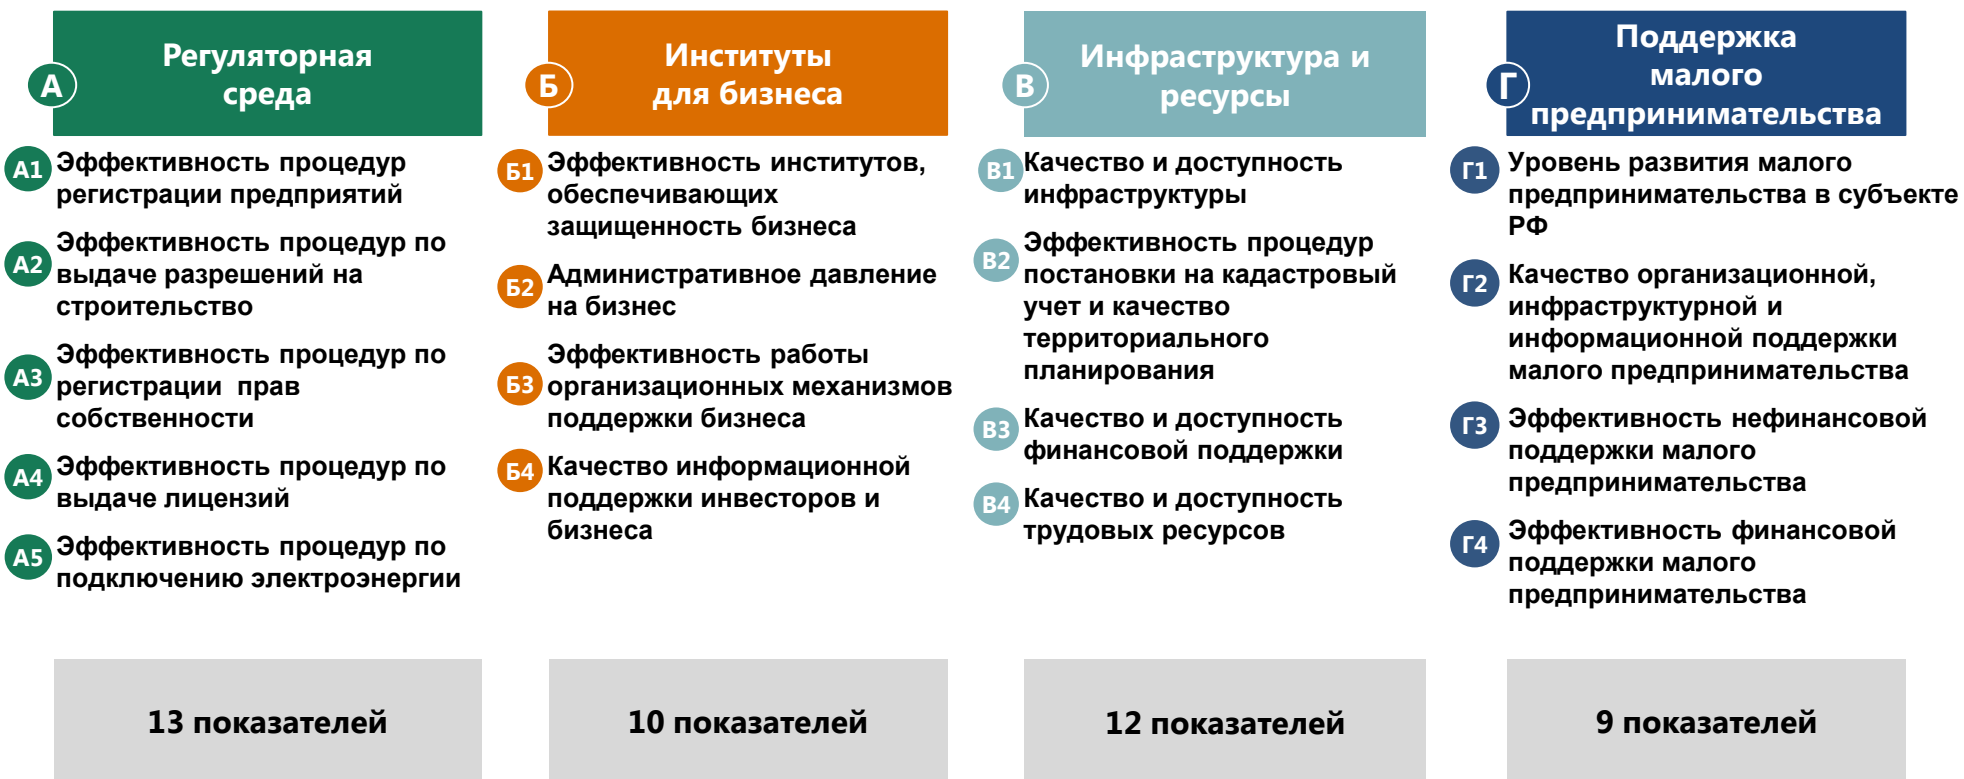 А
Регуляторная
среда
А1
Эффективность процедур
регистрации предприятий
А2
Эффективность процедур по
выдаче разрешений на
строительство
А3
Эффективность процедур по
регистрации  прав
собственности
А4
Эффективность процедур по
выдаче лицензий
А5
Эффективность процедур по
подключению электроэнергии
13 показателей
Б
Институты
для бизнеса
Б1
Эффективность институтов,
обеспечивающих
защищенность бизнеса
Б2
Административное давление
на бизнес
Б3
Эффективность работы
организационных механизмов
поддержки бизнеса
Б4
Качество информационной
поддержки инвесторов и
бизнеса
10 показателей
В
Инфраструктура и
ресурсы
В1
Качество и доступность
инфраструктуры
В2
Эффективность процедур
постановки на кадастровый
учет и качество
территориального
планирования
В3
Качество и доступность
финансовой поддержки
В4
Качество и доступность
трудовых ресурсов
12 показателей
Г
Поддержка
малого
предпринимательства
Г1
Уровень развития малого
предпринимательства в субъекте
РФ
Г2
Качество организационной,
инфраструктурной и
информационной поддержки
малого предпринимательства
Г3
Эффективность нефинансовой
поддержки малого
предпринимательства
Г4
Эффективность финансовой
поддержки малого
предпринимательства
9 показателей